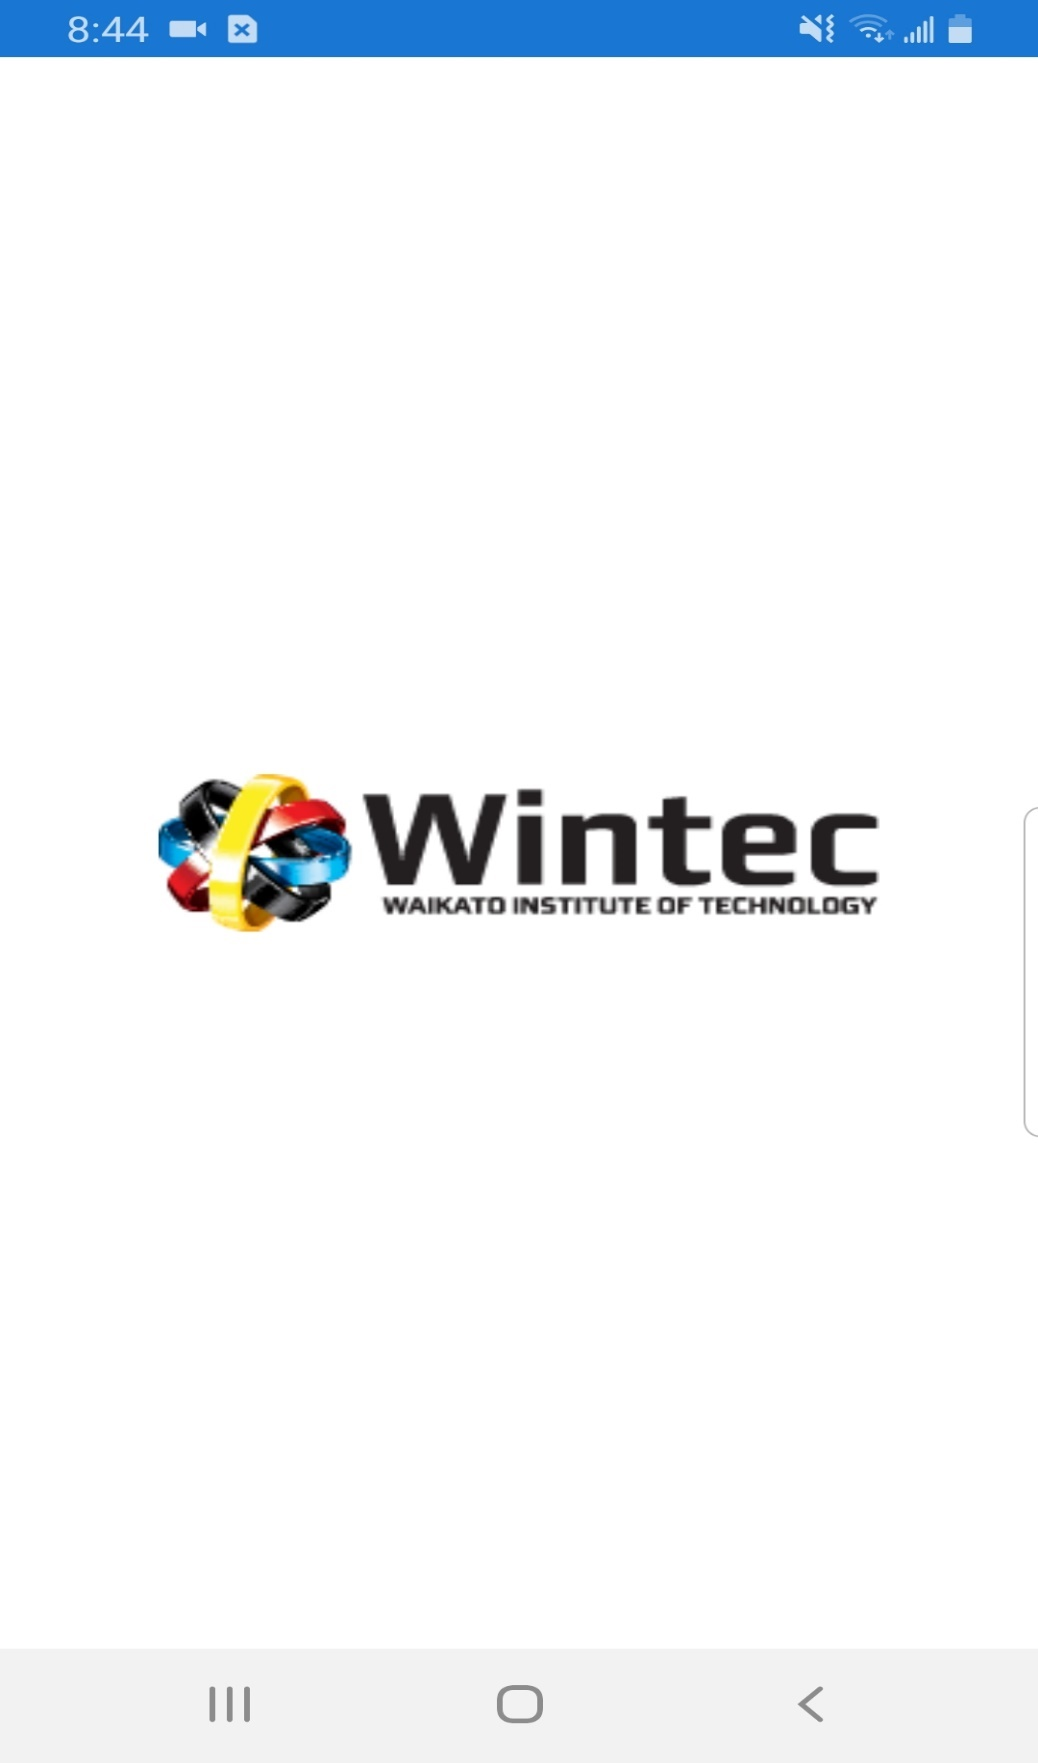 8:44
Wintec
WAIKATO INSTITUTE OF TECHNOLOGY